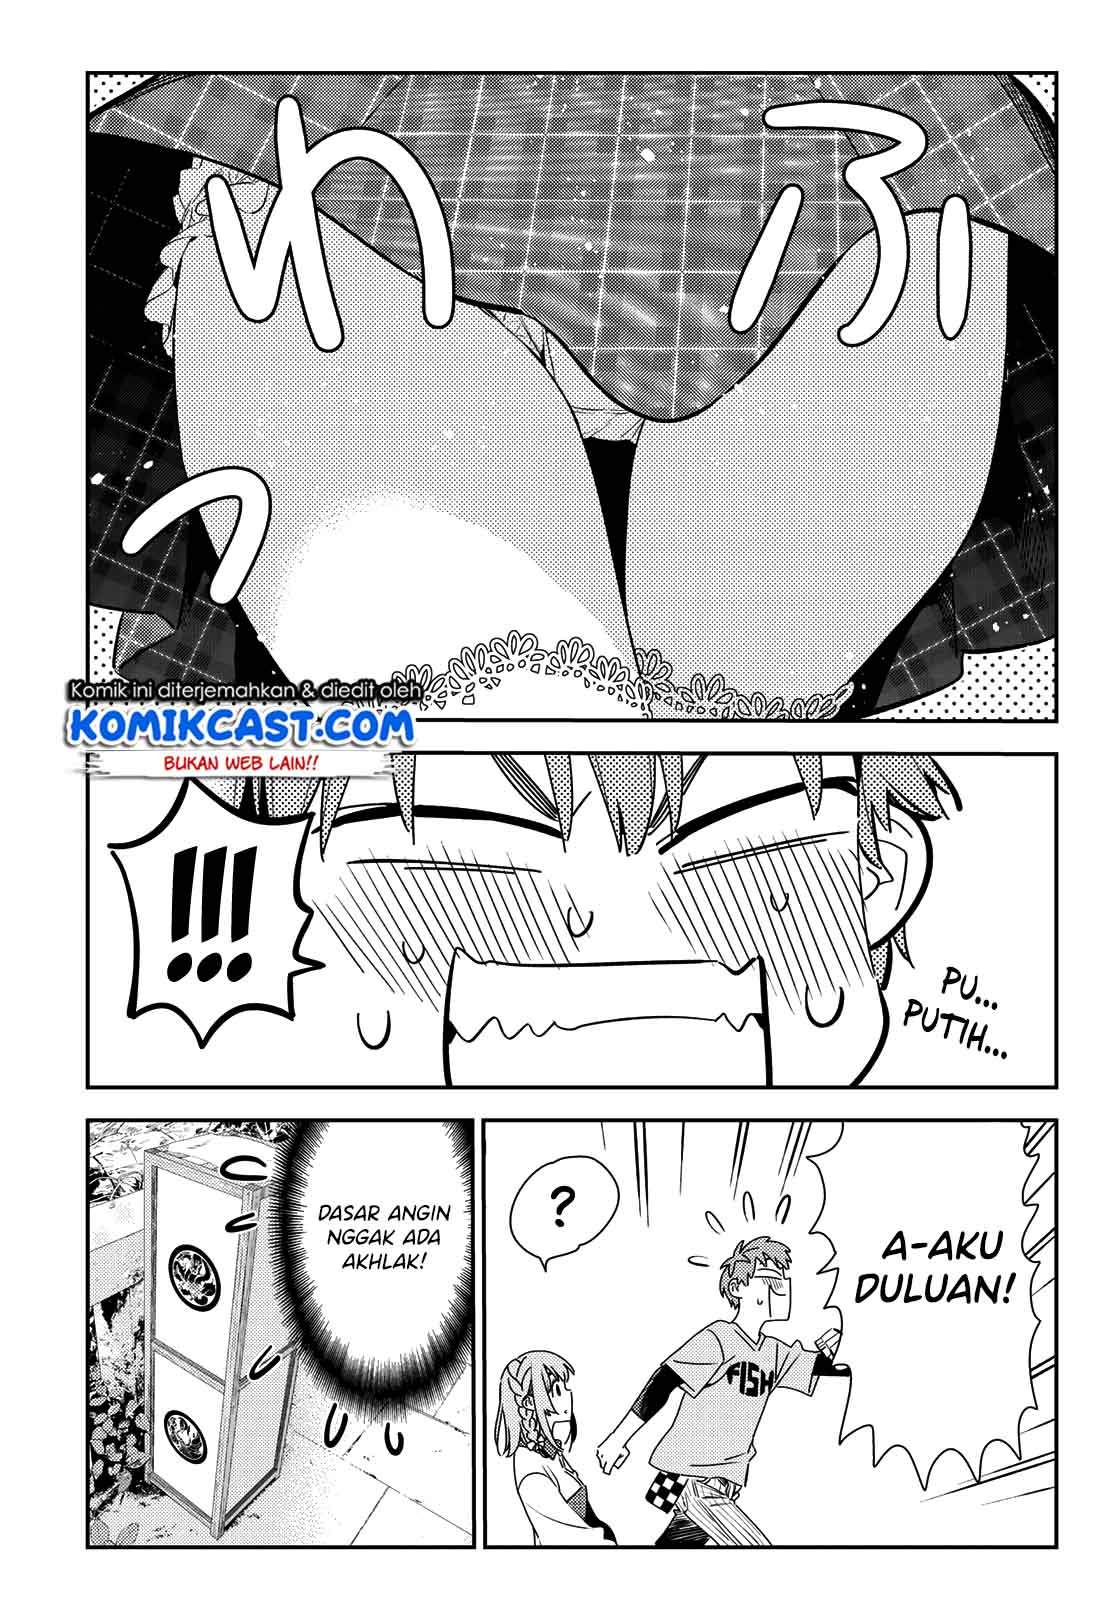 ふわっ
Komik ini diterjemahkan & diedit oleh
KOMIKCAST.COM
BUKAN WEB LAIN!!
!!!
PU...
PUTIH...
?
A-AKU
DULUAN!
FISH
DASAR ANGIN
NGGAK ADA
AKHLAK!